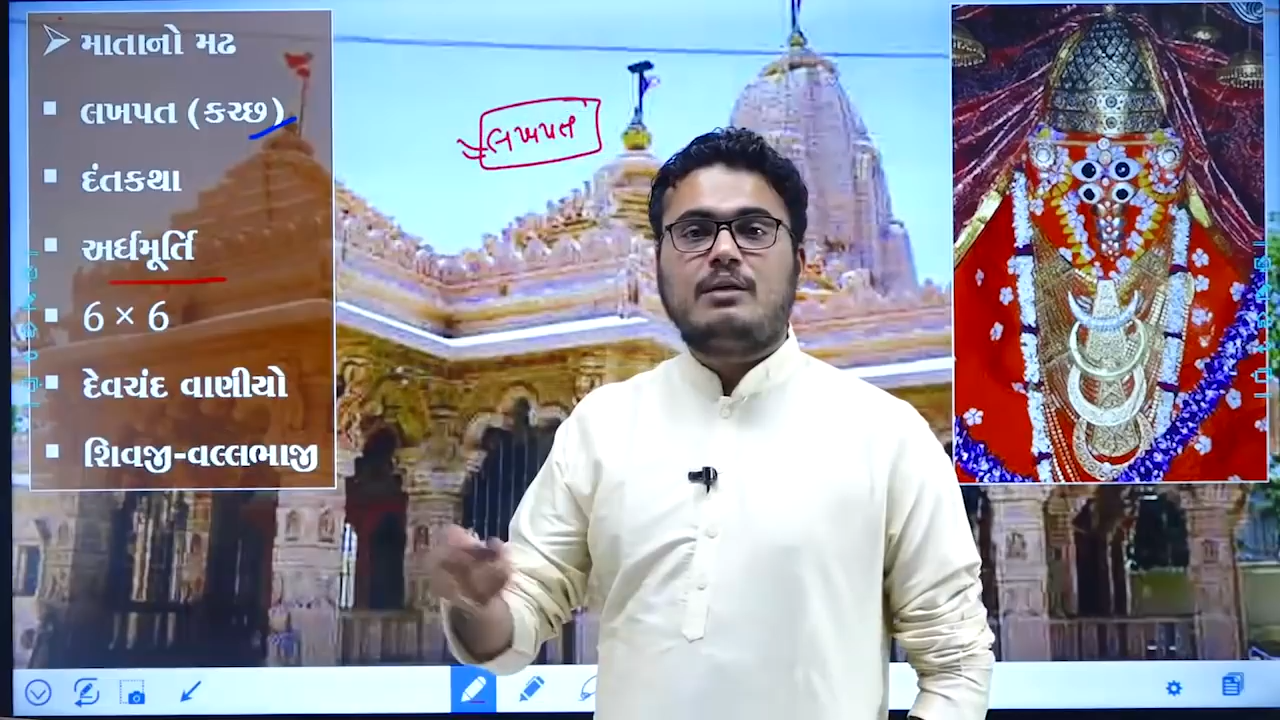 માતાનો મઢ
લખપત (કચ્છ)
દંતકથા
અર્ધમૂર્તિ
6 × 6
દેવચંદ વાણીયો
શિવજી-વલ્લભાજી
લખપત